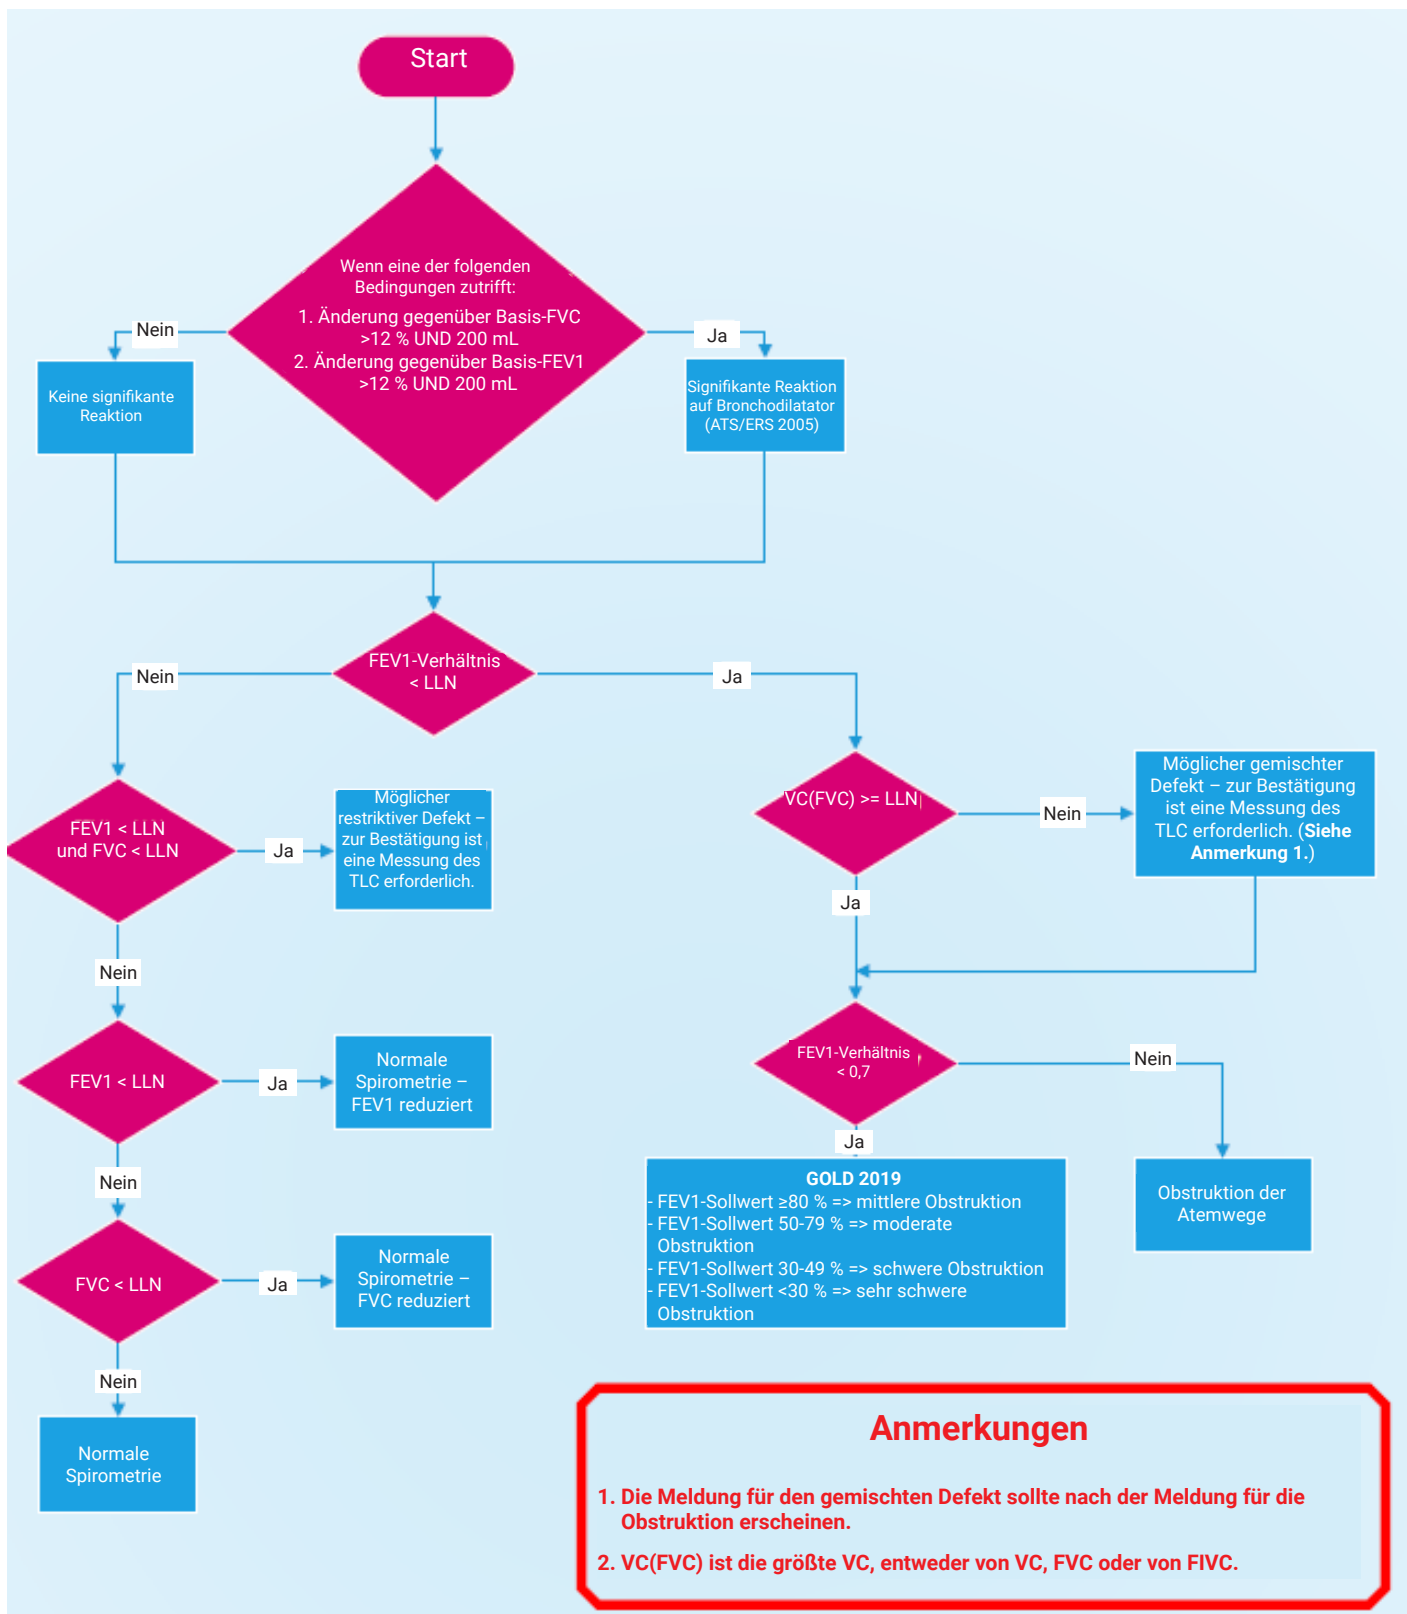 Start
Wenn eine der folgenden
Bedingungen zutrifft:
1. Änderung gegenüber Basis-FVC
>12 % UND 200 mL
2. Änderung gegenüber Basis-FEV1
>12 % UND 200 mL
Nein
Ja
Keine signifikante
Reaktion
Signifikante Reaktion
auf Bronchodilatator
(ATS/ERS 2005)
FEV1-Verhältnis
< LLN
Nein
Ja
FEV1 < LLN
und FVC < LLN
Ja
Möglicher
restriktiver Defekt –
zur Bestätigung ist
eine Messung des
TLC erforderlich.
VC(FVC) >= LLN
Nein
Möglicher gemischter
Defekt – zur Bestätigung
ist eine Messung des
TLC erforderlich. (Siehe
Anmerkung 1.)
Ja
Nein
FEV1 < LLN
Ja
Normale
Spirometrie –
FEV1 reduziert
FEV1-Verhältnis
< 0,7
Nein
Ja
Obstruktion der
Atemwege
GOLD 2019
- FEV1-Sollwert ≥80 % => mittlere Obstruktion
- FEV1-Sollwert 50-79 % => moderate
Obstruktion
- FEV1-Sollwert 30-49 % => schwere Obstruktion
- FEV1-Sollwert <30 % => sehr schwere
Obstruktion
Nein
FVC < LLN
Ja
Normale
Spirometrie –
FVC reduziert
Nein
Normale
Spirometrie
Anmerkungen
1. Die Meldung für den gemischten Defekt sollte nach der Meldung für die
Obstruktion erscheinen.
2. VC(FVC) ist die größte VC, entweder von VC, FVC oder von FIVC.